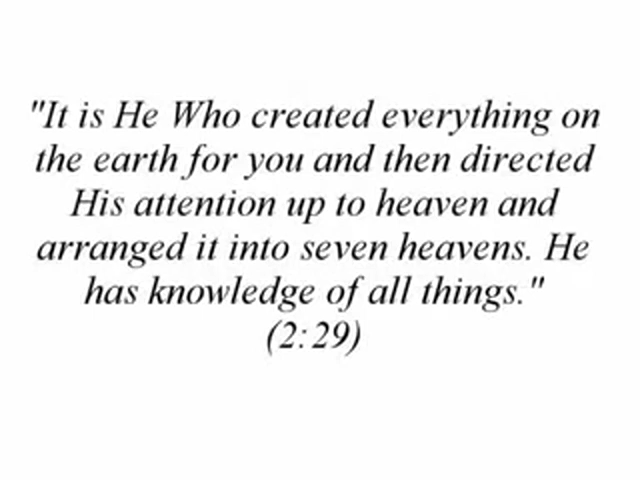 "It is He Who created everything on
the earth for you and then directed
His attention up to heaven and
arranged it into seven heavens. He
has knowledge of all things."
(2:29)